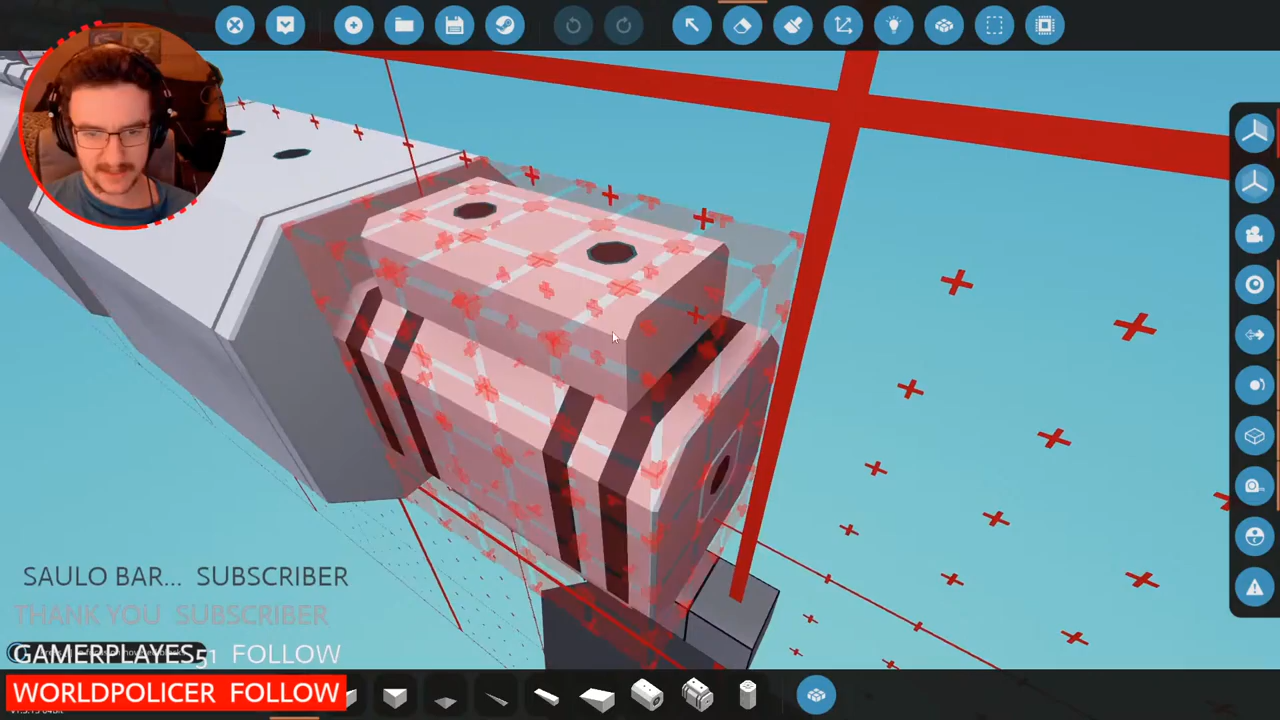 SAULO BAR... SUBSCRIBER
THANK YOU SUBSCRIBER
GAMERPLAYES51 FOLLOW
WORLDPOLICER FOLLOW